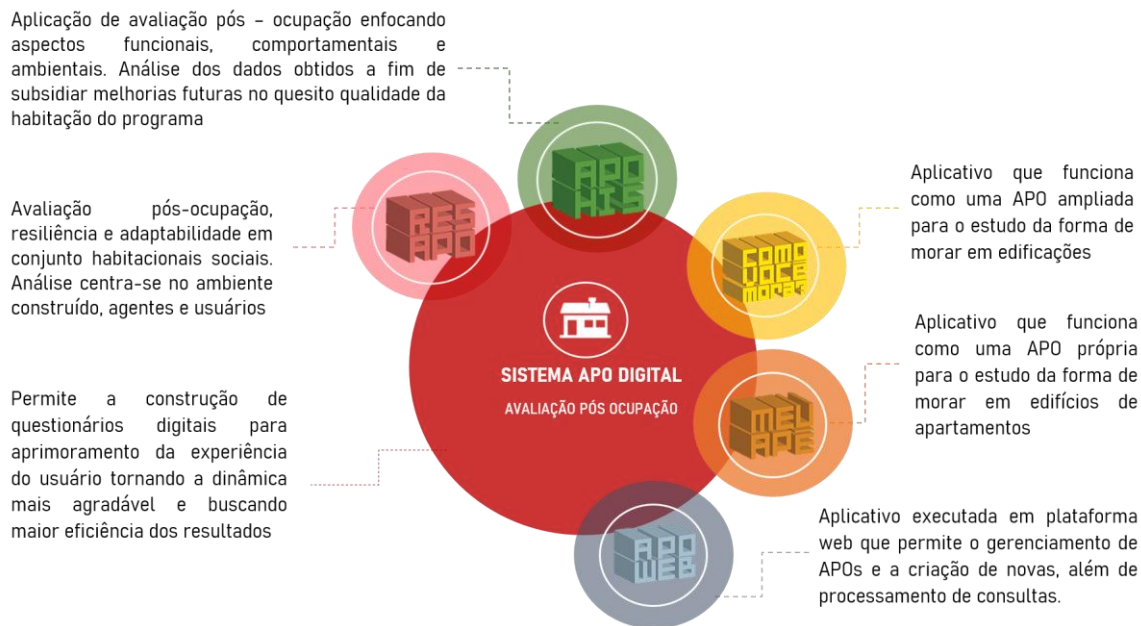 Aplicação de avaliação pós – ocupação enfocando
aspectos funcionais, comportamentais e
ambientais. Análise dos dados obtidos a fim de
subsidiar melhorias futuras no quesito qualidade da
habitação do programa
APO
HIS
RES
APO
Avaliação pós-ocupação,
resiliência e adaptabilidade em
conjunto habitacionais sociais.
Análise centra-se no ambiente
construído, agentes e usuários
Aplicativo que funciona
como uma APO ampliada
para o estudo da forma de
morar em edificações
COMO
VOCÊ
MORA?
SISTEMA APO DIGITAL
AVALIAÇÃO PÓS OCUPAÇÃO
Aplicativo que funciona
como uma APO própria
para o estudo da forma de
morar em edifícios de
apartamentos
MEU
APÊ
Permite a construção de
questionários digitais para
aprimoramento da experiência
do usuário tornando a dinâmica
mais agradável e buscando
maior eficiência dos resultados
APO
WEB
Aplicativo executada em plataforma
web que permite o gerenciamento de
APOs e a criação de novas, além de
processamento de consultas.